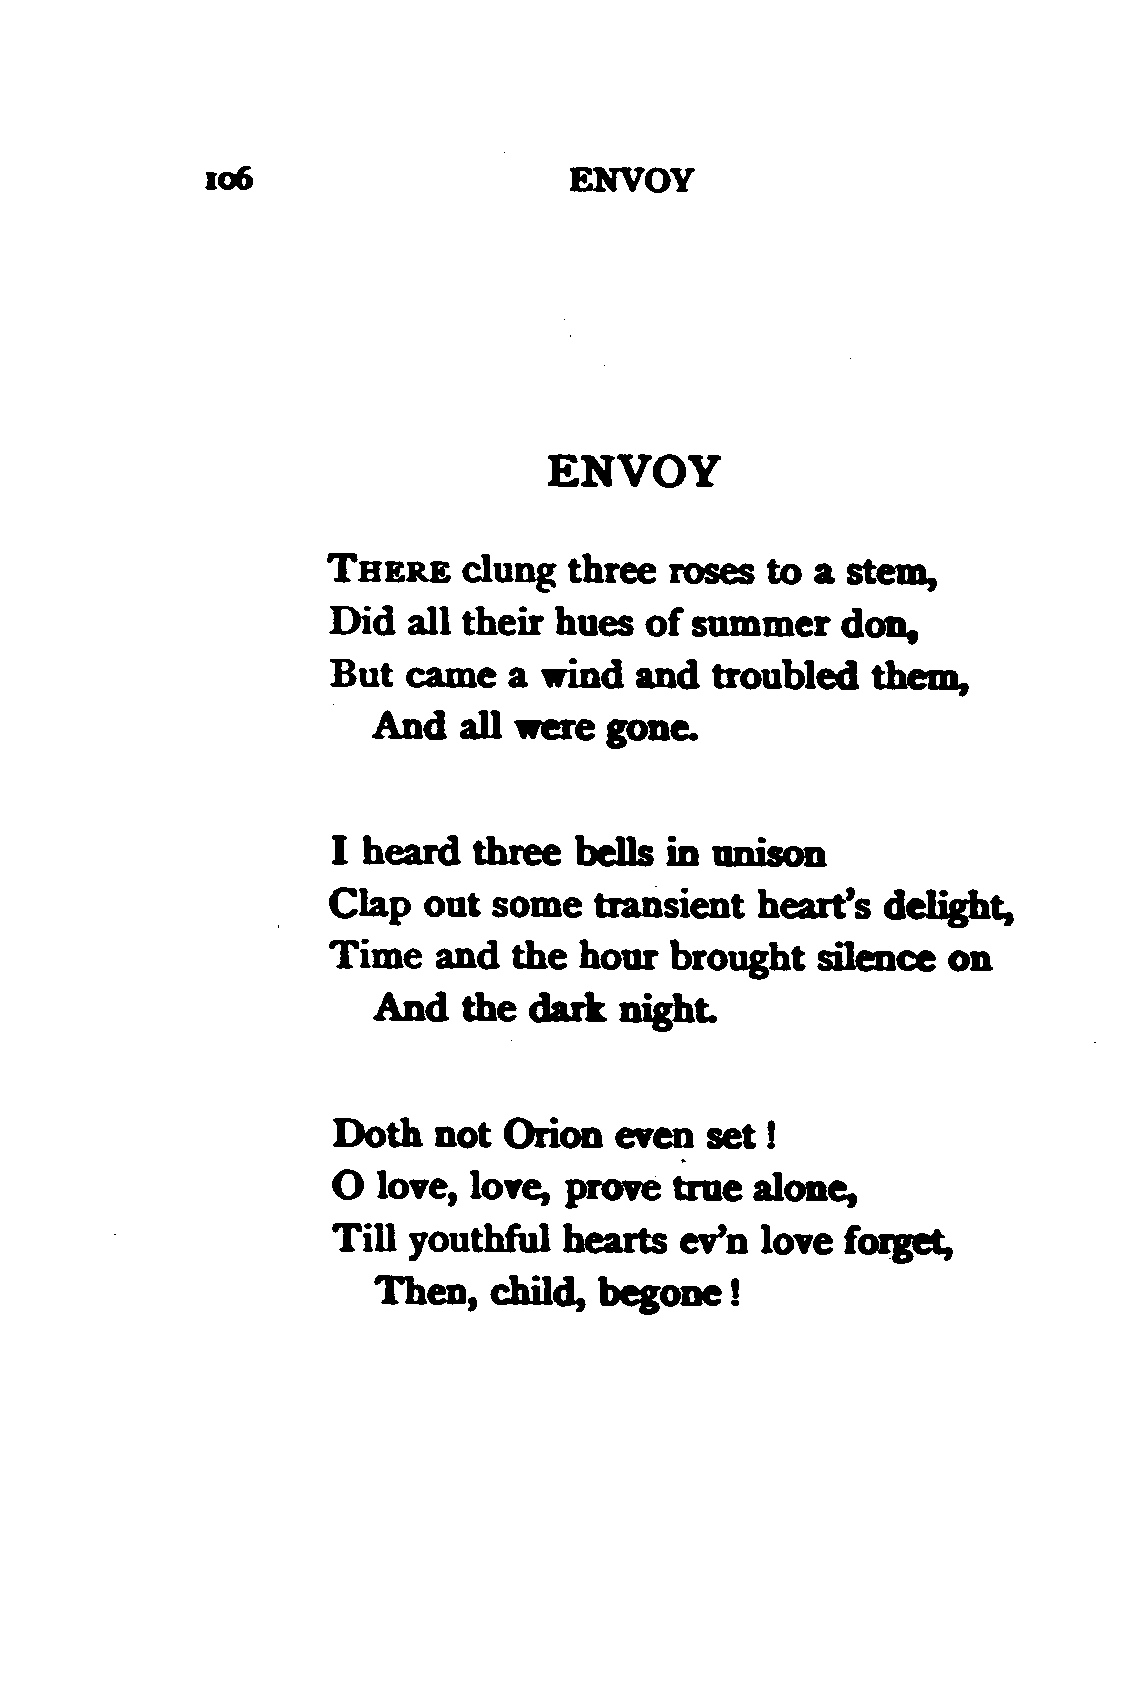 106 ENVOY
ENVOY
THERE clung three roses to a stem,
Did all their hues of summer don,
But came a wind and troubled them,
And all were gone.
I heard three bells in unison
Clap out some transient heart's delight,
Time and the hour brought silence on
And the dark night.
Doth not Orion even set !
O love, love, prove true alone,
Till youthful hearts ev'n love forget,
Then, child, begone !